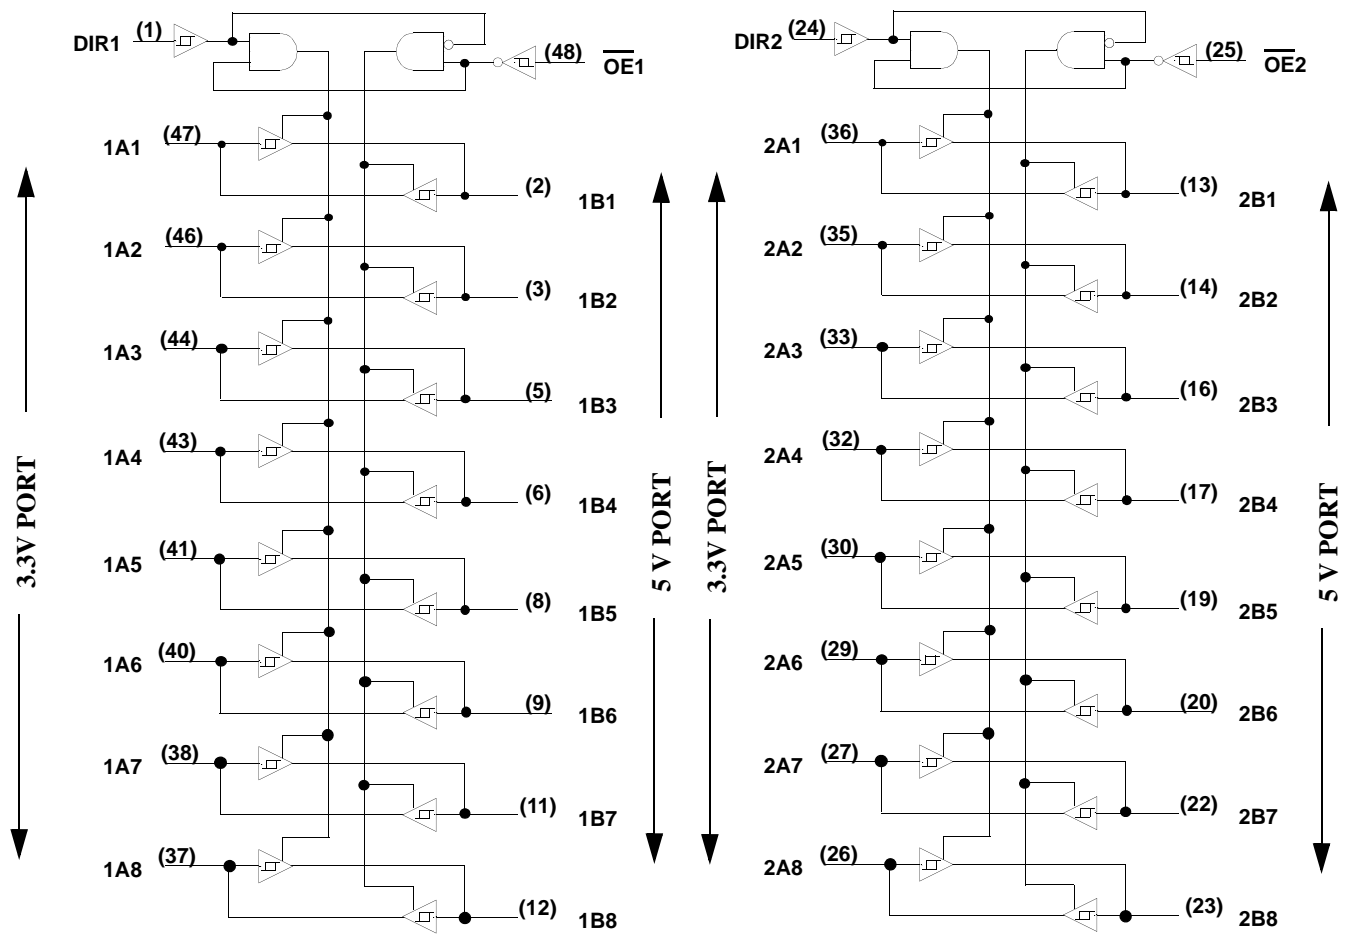 DIR1 (1) (48) OE1
1A1 (47) (2) 1B1
1A2 (46) (3) 1B2
1A3 (44) (5) 1B3
1A4 (43) (6) 1B4
1A5 (41) (8) 1B5
1A6 (40) (9) 1B6
1A7 (38) (11) 1B7
1A8 (37) (12) 1B8
3.3V PORT
5 V PORT
DIR2 (24) (25) OE2
2A1 (36) (13) 2B1
2A2 (35) (14) 2B2
2A3 (33) (16) 2B3
2A4 (32) (17) 2B4
2A5 (30) (19) 2B5
2A6 (29) (20) 2B6
2A7 (27) (22) 2B7
2A8 (26) (23) 2B8
3.3V PORT
5 V PORT